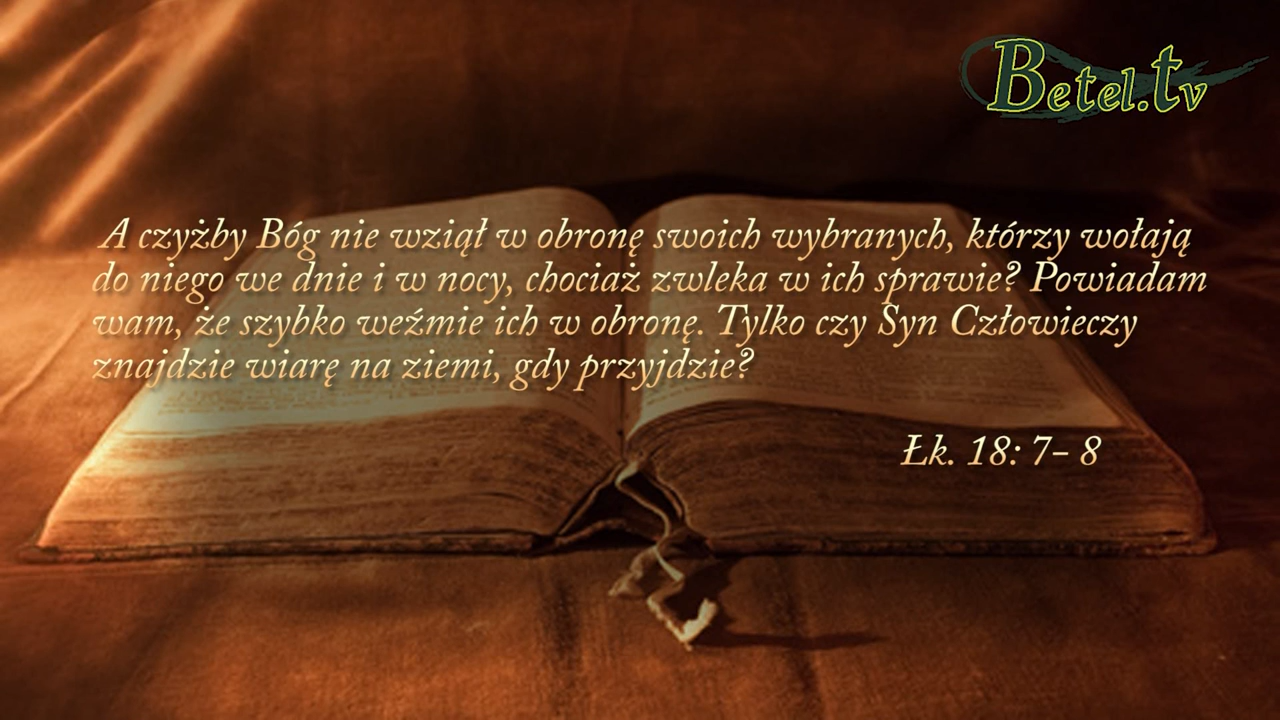 Betel.tv
A czyżby Bóg nie wziął w obronę swoich wybranych, którzy wołają
do niego we dnie i w nocy, chociaż zwleka w ich sprawie? Powiadam
wam, że szybko weźmie ich w obronę. Tylko czy Syn Człowieczy
znajdzie wiarę na ziemi, gdy przyjdzie?
Łk. 18: 7- 8